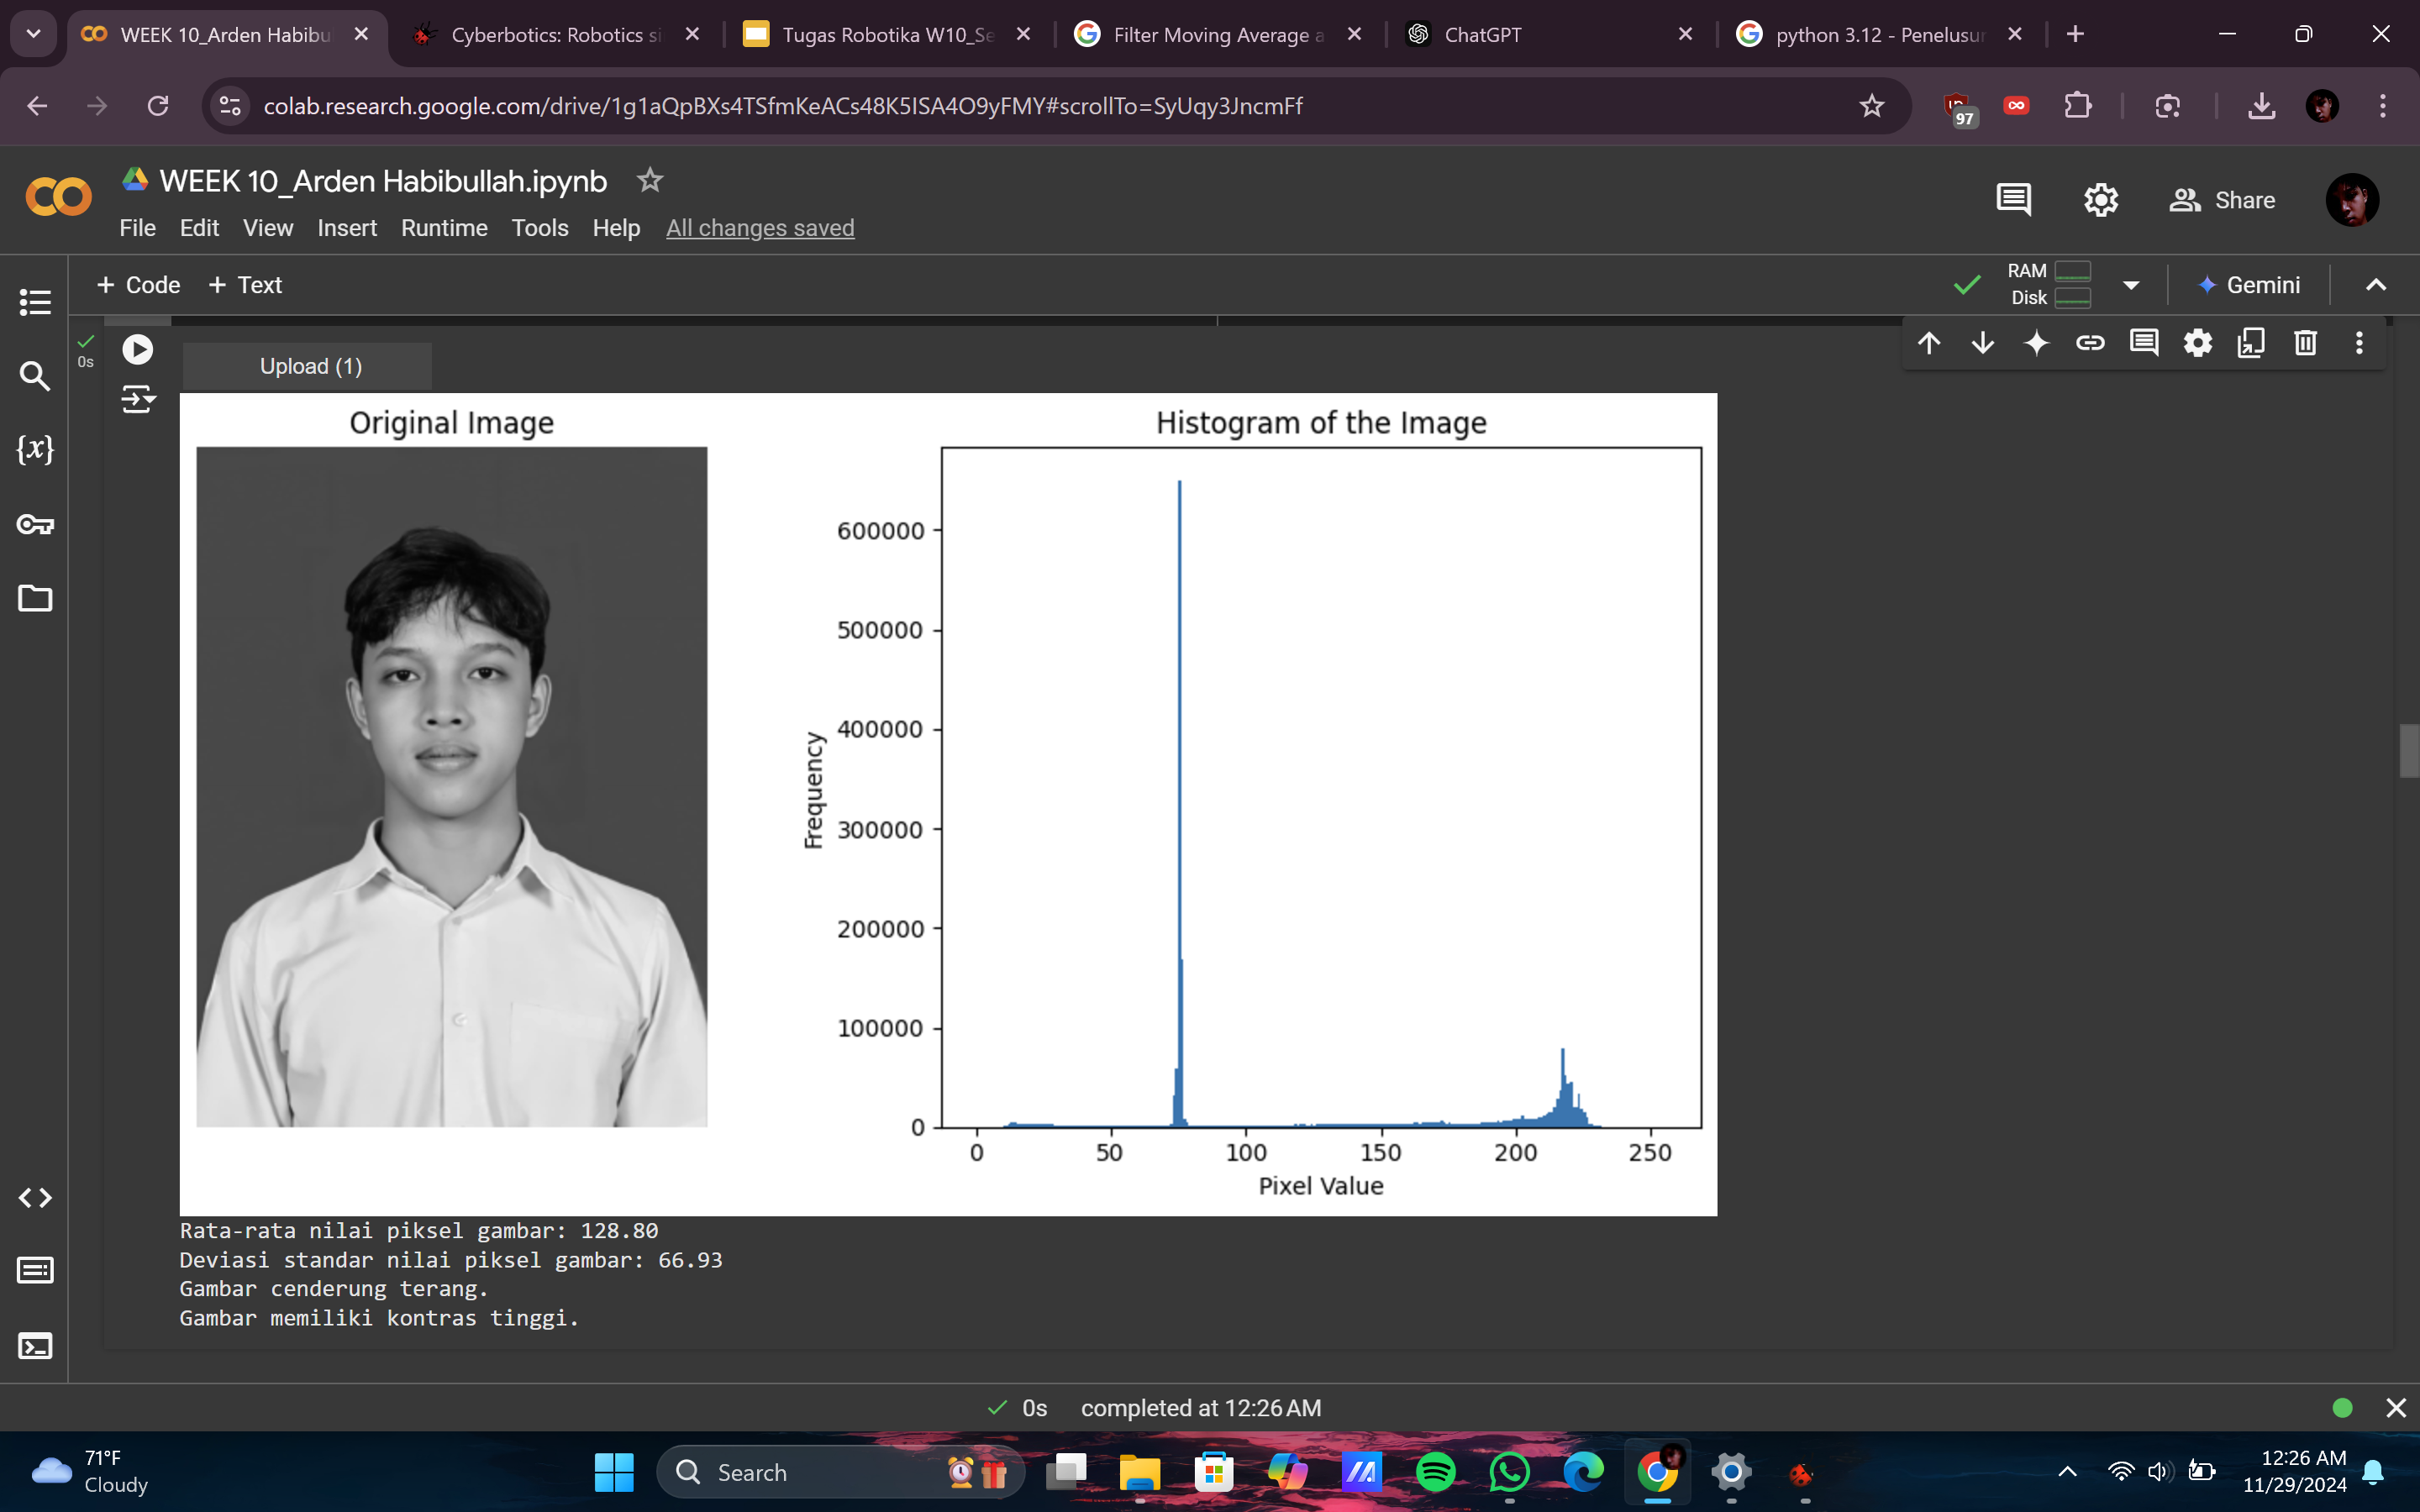 WEEK 10_Arden Habibu
Cyberbotics: Robotics si
Tugas Robotika W10_Se
Filter Moving Average a
ChatGPT
python 3.12 - Penelusur
colab.research.google.com/drive/1g1aQpBXs4TSfmKeACs48K5ISA4O9yFMY#scrollTo=SyUqy3JncmFf
97
WEEK 10_Arden Habibullah.ipynb
Share
File Edit View Insert Runtime Tools Help All changes saved
+ Code + Text
RAM
Disk
Gemini
0s
Upload (1)
Original Image
Histogram of the Image
600000
500000
400000
300000
200000
100000
0
Frequency
0 50 100 150 200 250
Pixel Value
Rata-rata nilai piksel gambar: 128.80
Deviasi standar nilai piksel gambar: 66.93
Gambar cenderung terang.
Gambar memiliki kontras tinggi.
0s completed at 12:26 AM
71°F
Cloudy
Search
12:26 AM
11/29/2024